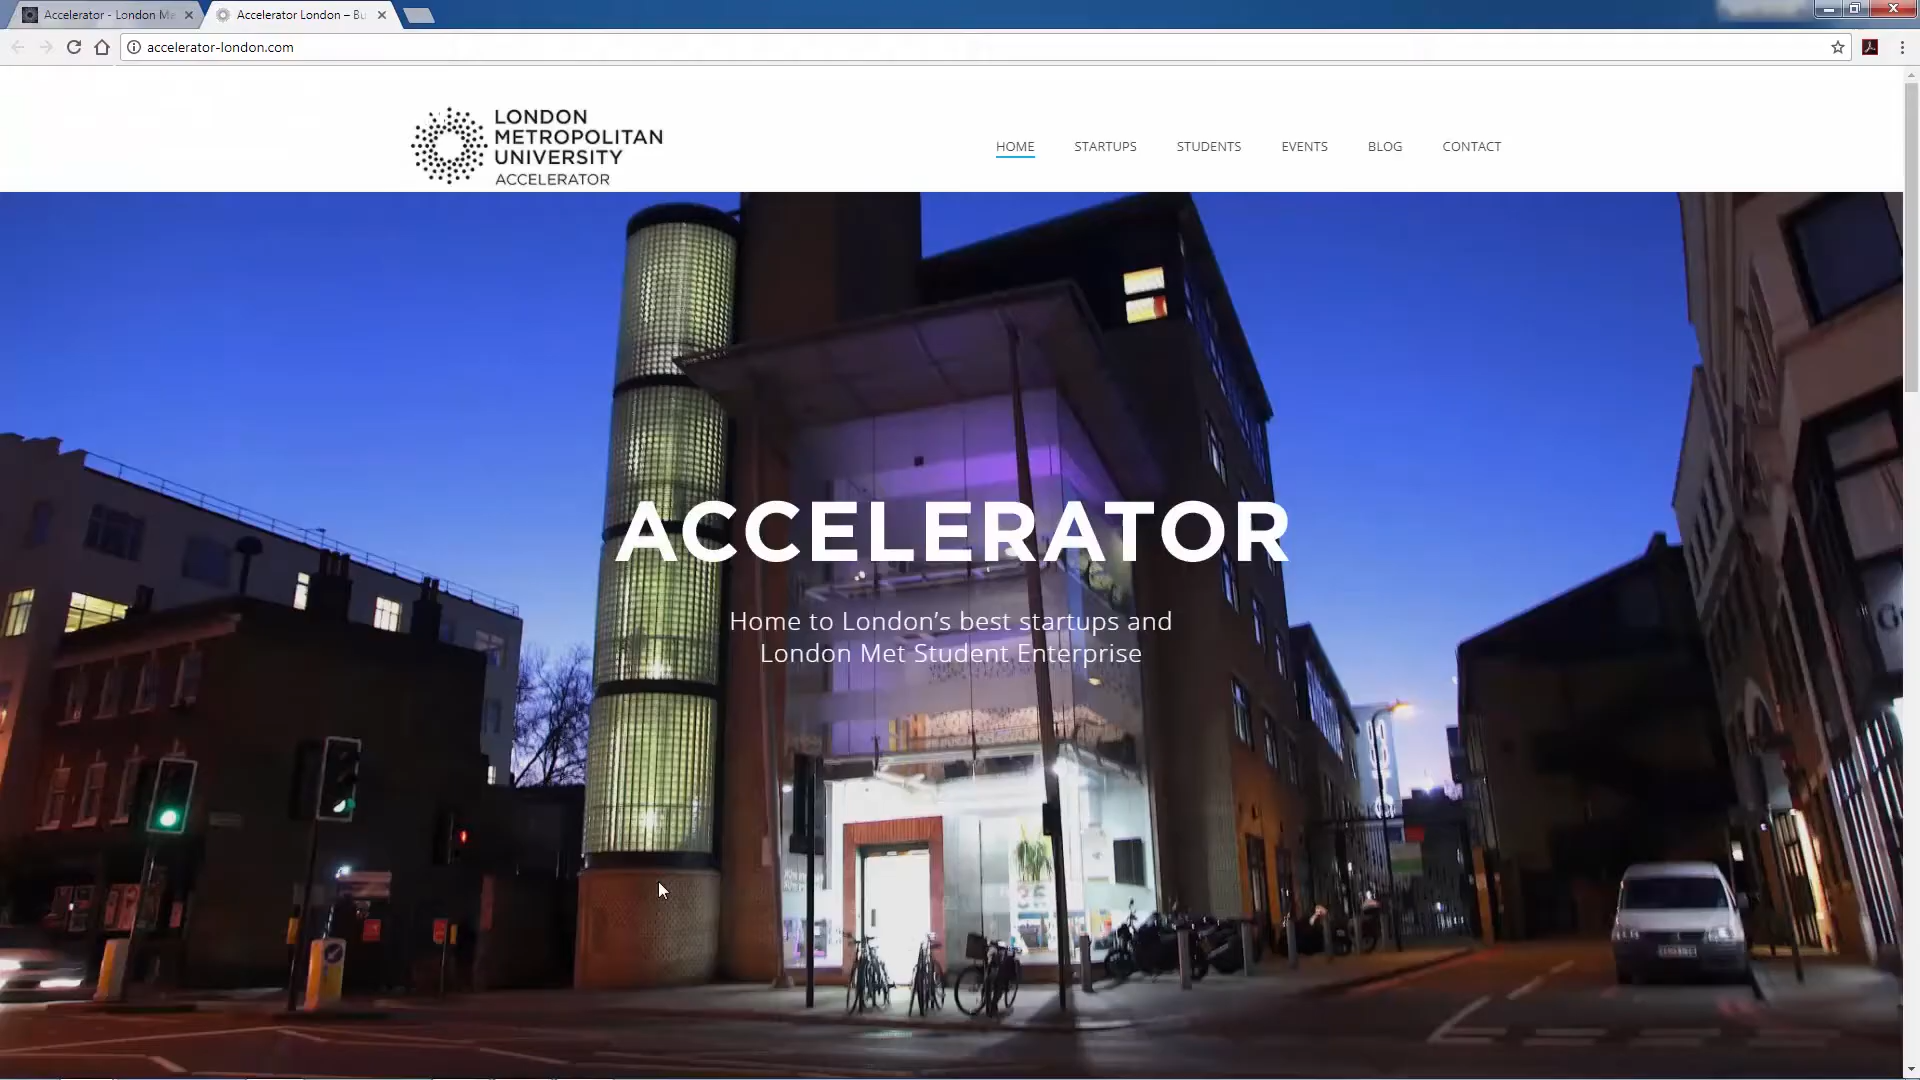 Accelerator - London Me
Accelerator London – Bu
accelerator-london.com
LONDON
METROPOLITAN
UNIVERSITY
ACCELERATOR
HOME
STARTUPS
STUDENTS
EVENTS
BLOG
CONTACT
ACCELERATOR
Home to London’s best startups and
London Met Student Enterprise